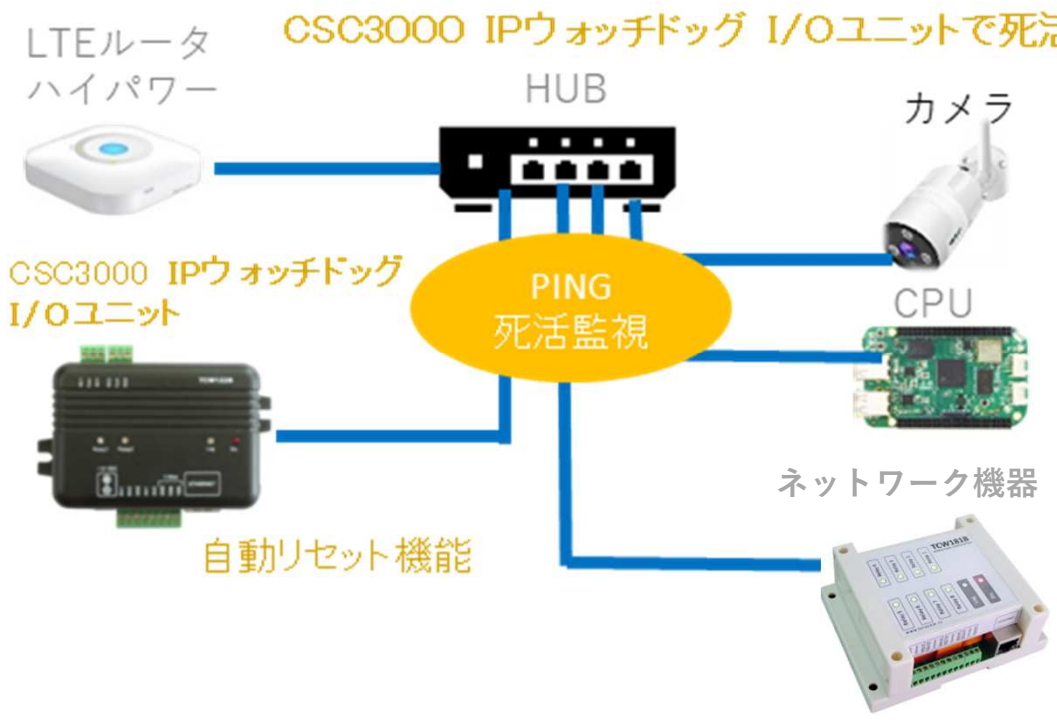 CSC3000 IPウォッチドッグ I/Oユニットで死活
LTEルータ
ハイパワー
HUB
カメラ
CSC3000 IPウォッチドッグ
I/Oユニット
PING
死活監視
CPU
ネットワーク機器
自動リセット機能
TCW181B
ETHERNET